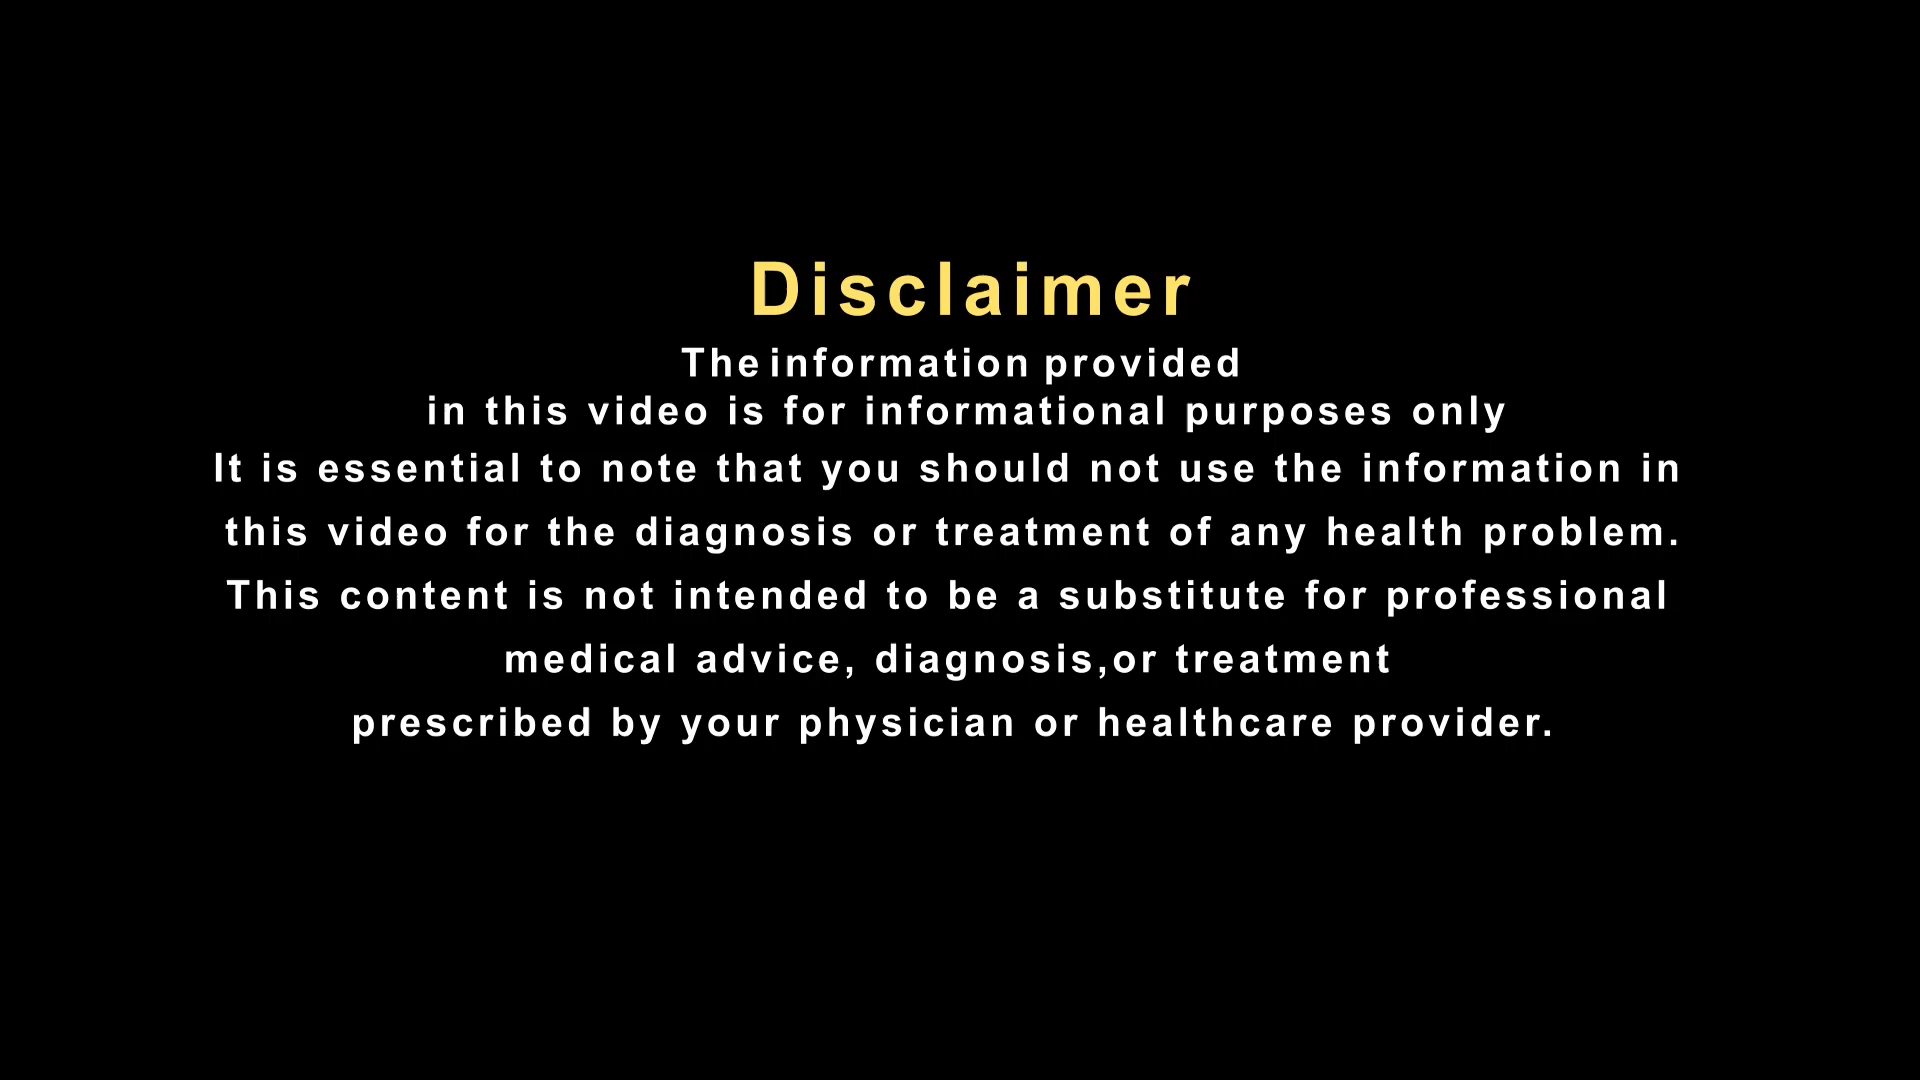 Disclaimer
The information provided
in this video is for informational purposes only
It is essential to note that you should not use the information in
this video for the diagnosis or treatment of any health problem.
This content is not intended to be a substitute for professional
medical advice, diagnosis,or treatment
prescribed by your physician or healthcare provider.